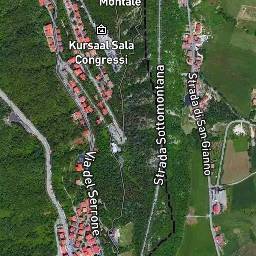 Montale
Kursaal Sala
Congressi
Via del Serrone
Strada Sottomontana
Strada di San Gianno